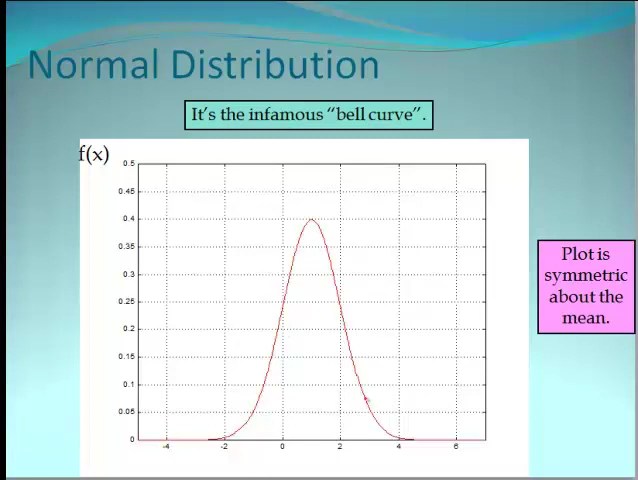 Normal Distribution
It's the infamous "bell curve".
f(x)
0.5
0.45
0.4
0.35
0.3
0.25
0.2
0.15
0.1
0.05
0
-4 -2 0 2 4 6
Plot is
symmetric
about the
mean.